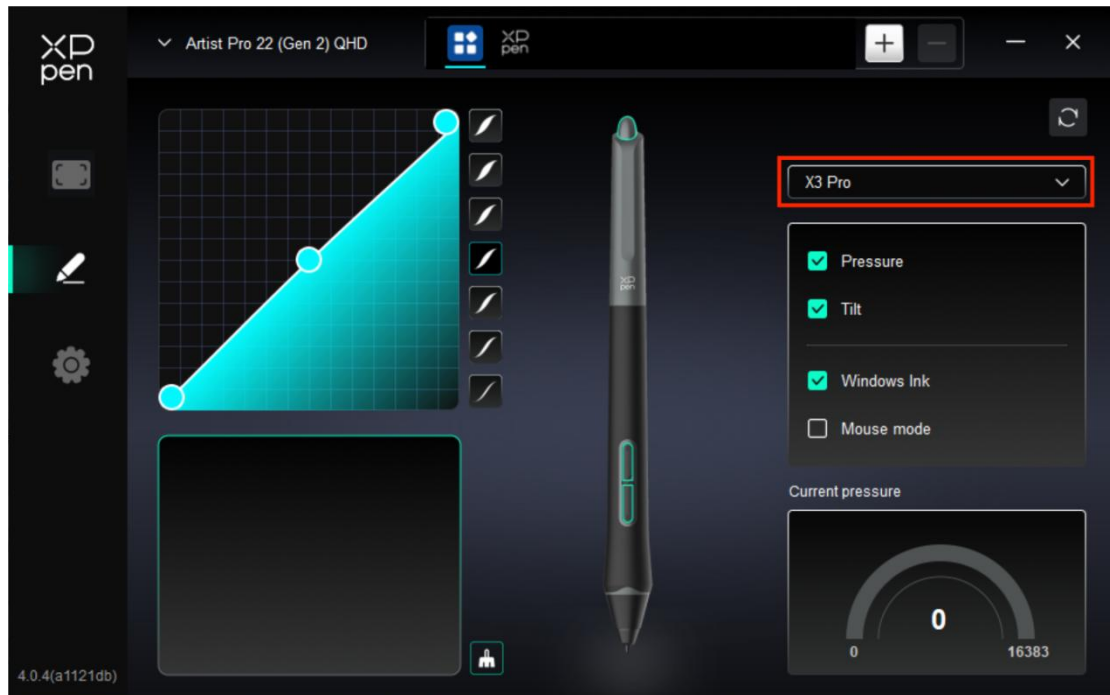 XP
pen
Artist Pro 22 (Gen 2) QHD
XP
pen
X3 Pro
Pressure
Tilt
Windows Ink
Mouse mode
XP
pen
Current pressure
0
0
16383
4.0.4(a1121db)